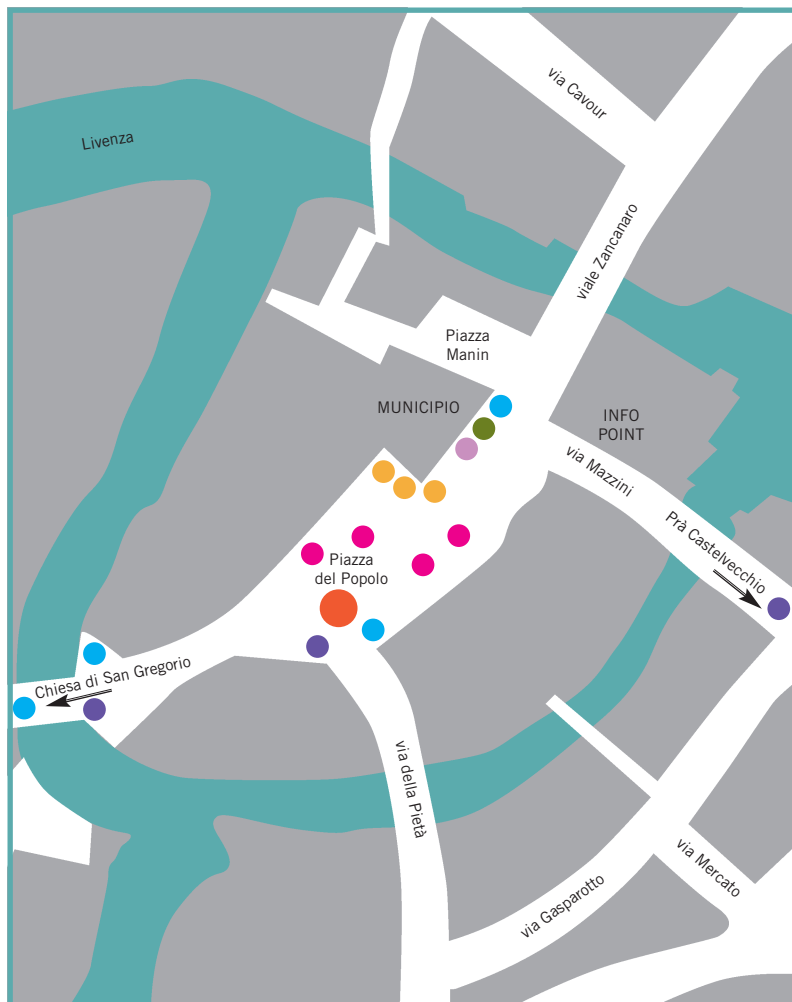 via Cavour
Livenza
viale Zancanaro
Piazza
Manin
MUNICIPIO
INFO
POINT
via Mazzini
Prà Castelvecchio
Piazza
del Popolo
Chiesa di San Gregorio
via della Pietà
via Mercato
via Gasparotto